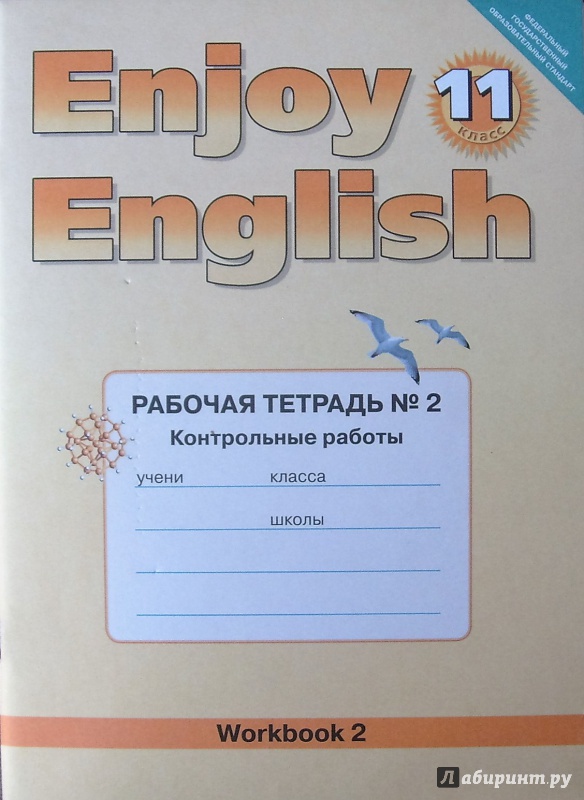 ФЕДЕРАЛЬНЫЙ
ГОСУДАРСТВЕННЫЙ
ОБРАЗОВАТЕЛЬНЫЙ СТАНДАРТ
Enjoy
11
класс
English
РАБОЧАЯ ТЕТРАДЬ № 2
Контрольные работы
учени класса
школы
Workbook 2
Лабиринт.ру